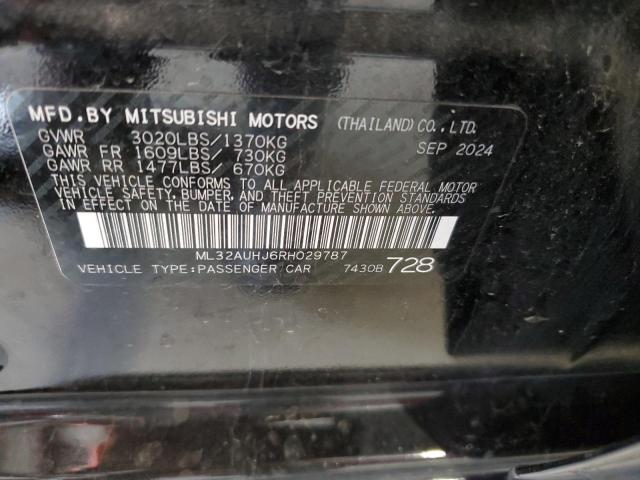 MFD. BY MITSUBISHI MOTORS (THAILAND) CO., LTD.
GVWR 3020LBS/1370KG SEP 2024
GAWR FR 1609LBS/ 730KG
GAWR RR 1477LBS/ 670KG
THIS VEHICLE CONFORMS TO ALL APPLICABLE FEDERAL MOTOR
VEHICLE SAFETY, BUMPER, AND THEFT PREVENTION STANDARDS
IN EFFECT ON THE DATE OF MANUFACTURE SHOWN ABOVE.
ML32AUHJ6RH029787
VEHICLE TYPE:PASSENGER CAR 7430B 728